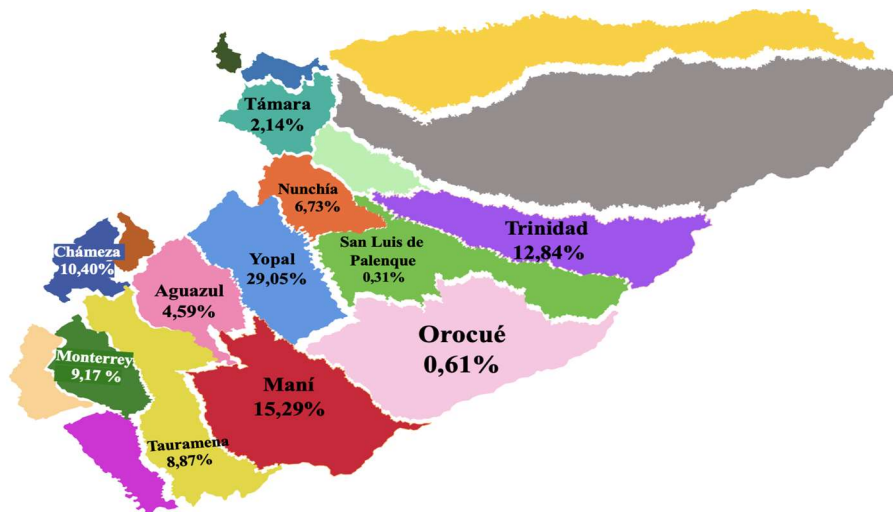 Támara
2,14%
Nunchía
6,73%
Trinidad
12,84%
San Luis de
Palenque
0,31%
Chámeza
10,40%
Yopal
29,05%
Aguazul
4,59%
Orocué
0,61%
Monterrey
9,17 %
Maní
15,29%
Tauramena
8,87%